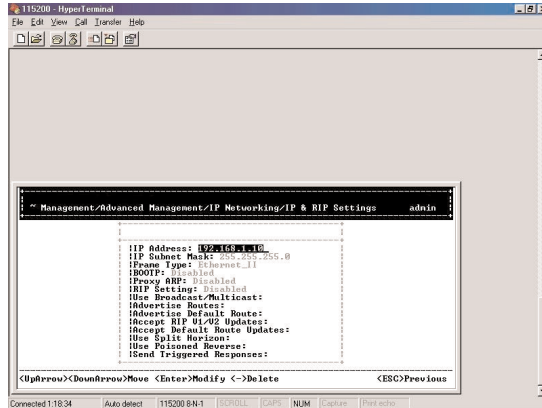 115200 - HyperTerminal
File Edit View Call Transfer Help
~ Management/Advanced Management/IP Networking/IP & RIP Settings admin
IP Address: 192.168.1.10
IP Subnet Mask: 255.255.255.0
Frame Type: Ethernet_II
BOOTP: Disabled
Proxy ARP: Disabled
RIP Setting: Disabled
Use Broadcast/Multicast:
Advertise Routes:
Advertise Default Route:
Accept RIP V1/V2 Updates:
Accept Default Route Updates:
Use Split Horizon:
Use Poisoned Reverse:
Send Triggered Responses:
<UpArrow><DownArrow>Move <Enter>Modify <->Delete <ESC>Previous
Connected 1:18:34 Auto detect 115200 8-N-1 SCROLL CAPS NUM Capture Print echo